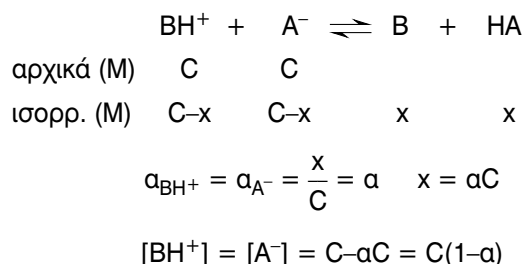 BH⁺ + A⁻ ⇌ B + HA
αρχικά (M) C C
ισορρ. (M) C–x C–x x x
α_BH⁺ = α_A⁻ = x/C = α x = αC
[BH⁺] = [A⁻] = C–αC = C(1–α)